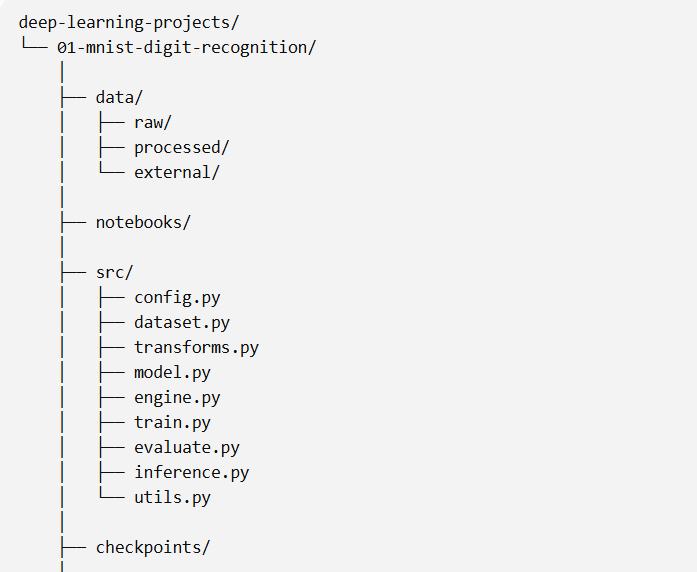 deep-learning-projects/
└── 01-mnist-digit-recognition/
    │
    ├── data/
    │   ├── raw/
    │   ├── processed/
    │   └── external/
    │
    ├── notebooks/
    │
    ├── src/
    │   ├── config.py
    │   ├── dataset.py
    │   ├── transforms.py
    │   ├── model.py
    │   ├── engine.py
    │   ├── train.py
    │   ├── evaluate.py
    │   ├── inference.py
    │   └── utils.py
    │
    ├── checkpoints/
    │